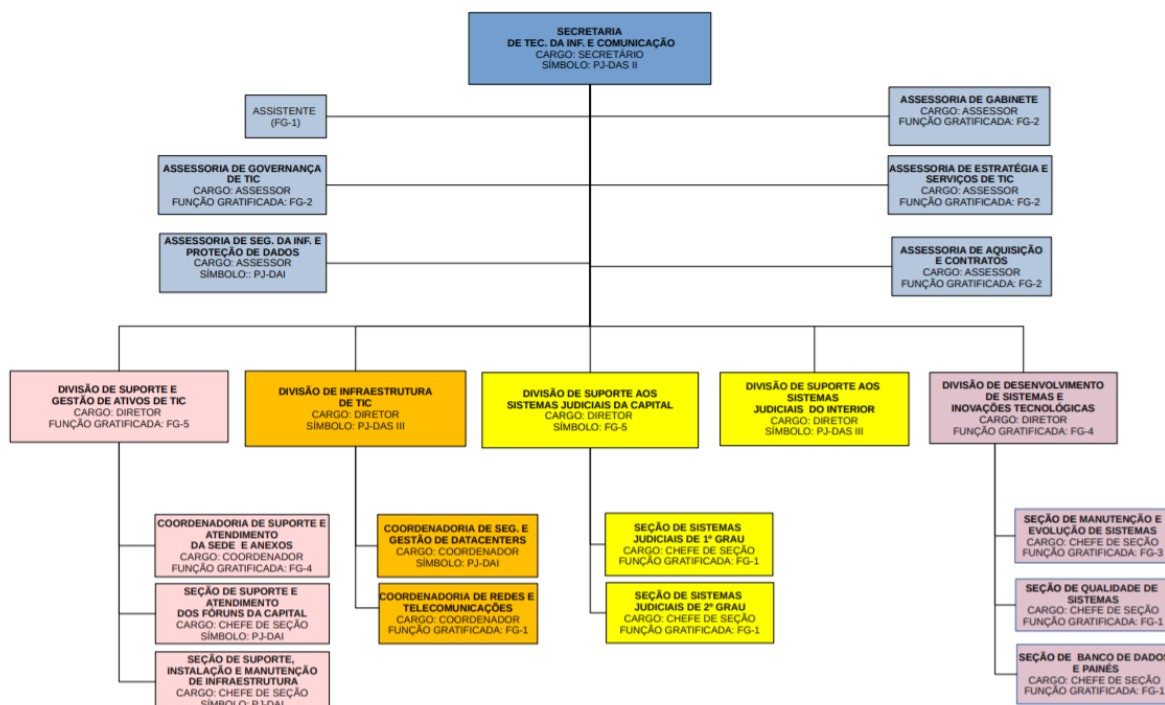 SECRETARIA
DE TEC. DA INF. E COMUNICAÇÃO
CARGO: SECRETÁRIO
SÍMBOLO: PJ-DAS II
ASSISTENTE
(FG-1)
ASSESSORIA DE GABINETE
CARGO: ASSESSOR
FUNÇÃO GRATIFICADA: FG-2
ASSESSORIA DE GOVERNANÇA
DE TIC
CARGO: ASSESSOR
FUNÇÃO GRATIFICADA: FG-2
ASSESSORIA DE ESTRATÉGIA E
SERVIÇOS DE TIC
CARGO: ASSESSOR
FUNÇÃO GRATIFICADA: FG-2
ASSESSORIA DE SEG. DA INF. E
PROTEÇÃO DE DADOS
CARGO: ASSESSOR
SÍMBOLO:: PJ-DAI
ASSESSORIA DE AQUISIÇÃO
E CONTRATOS
CARGO: ASSESSOR
FUNÇÃO GRATIFICADA: FG-2
DIVISÃO DE SUPORTE E
GESTÃO DE ATIVOS DE TIC
CARGO: DIRETOR
FUNÇÃO GRATIFICADA: FG-5
DIVISÃO DE INFRAESTRUTURA
DE TIC
CARGO: DIRETOR
SÍMBOLO: PJ-DAS III
DIVISÃO DE SUPORTE AOS
SISTEMAS JUDICIAIS DA CAPITAL
CARGO: DIRETOR
SÍMBOLO: FG-5
DIVISÃO DE SUPORTE AOS
SISTEMAS
JUDICIAIS DO INTERIOR
CARGO: DIRETOR
SÍMBOLO: PJ-DAS III
DIVISÃO DE DESENVOLVIMENTO
DE SISTEMAS E
INOVAÇÕES TECNOLÓGICAS
CARGO: DIRETOR
FUNÇÃO GRATIFICADA: FG-4
COORDENADORIA DE SUPORTE E
ATENDIMENTO
DA SEDE E ANEXOS
CARGO: COORDENADOR
FUNÇÃO GRATIFICADA: FG-4
SEÇÃO DE SUPORTE E
ATENDIMENTO
DOS FÓRUNS DA CAPITAL
CARGO: CHEFE DE SEÇÃO
SÍMBOLO: PJ-DAI
SEÇÃO DE SUPORTE,
INSTALAÇÃO E MANUTENÇÃO
DE INFRAESTRUTURA
CARGO: CHEFE DE SEÇÃO
SÍMBOLO: PJ-DAI
COORDENADORIA DE SEG. E
GESTÃO DE DATACENTERS
CARGO: COORDENADOR
SÍMBOLO: PJ-DAI
COORDENADORIA DE REDES E
TELECOMUNICAÇÕES
CARGO: COORDENADOR
FUNÇÃO GRATIFICADA: FG-1
SEÇÃO DE SISTEMAS
JUDICIAIS DE 1º GRAU
CARGO: CHEFE DE SEÇÃO
FUNÇÃO GRATIFICADA: FG-1
SEÇÃO DE SISTEMAS
JUDICIAIS DE 2º GRAU
CARGO: CHEFE DE SEÇÃO
FUNÇÃO GRATIFICADA: FG-1
SEÇÃO DE MANUTENÇÃO E
EVOLUÇÃO DE SISTEMAS
CARGO: CHEFE DE SEÇÃO
FUNÇÃO GRATIFICADA: FG-3
SEÇÃO DE QUALIDADE DE
SISTEMAS
CARGO: CHEFE DE SEÇÃO
FUNÇÃO GRATIFICADA: FG-1
SEÇÃO DE BANCO DE DADOS
E PAINÉS
CARGO: CHEFE DE SEÇÃO
FUNÇÃO GRATIFICADA: FG-1